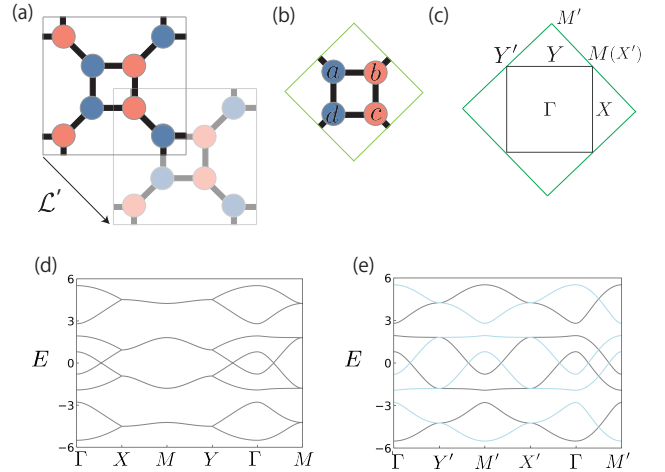 (a)
ℒ′
(b)
a b
d c
(c)
M′
Y′ Y M(X′)
Γ X
(d)
E
6
3
0
−3
−6
Γ X M Y Γ M
(e)
E
6
3
0
−3
−6
Γ Y′ M′ X′ Γ M′